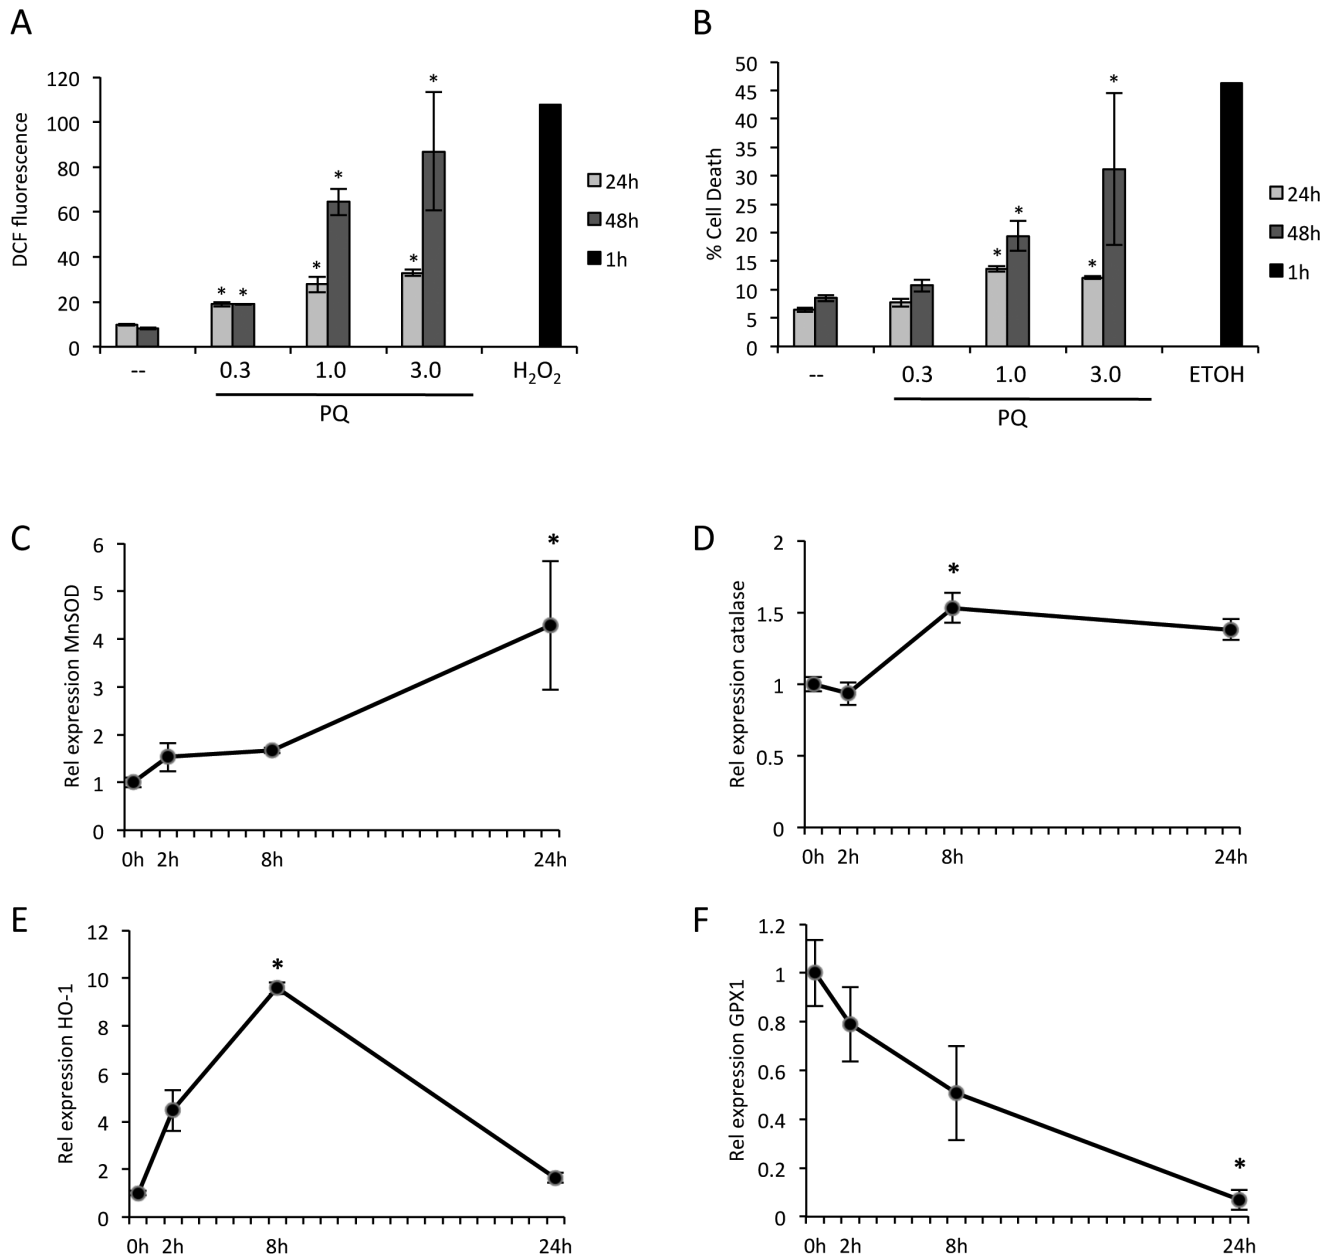 A
DCF fluorescence
120
100
80
60
40
20
0
* * * * * *
-- 0.3 1.0 3.0 H₂O₂
PQ
24h
48h
1h
B
% Cell Death
50
45
40
35
30
25
20
15
10
5
0
* * * *
-- 0.3 1.0 3.0 ETOH
PQ
24h
48h
1h
C
Rel expression MnSOD
6
5
4
3
2
1
0
*
0h 2h 8h 24h
D
Rel expression catalase
2
1.5
1
0.5
0
*
0h 2h 8h 24h
E
Rel expression HO-1
12
10
8
6
4
2
0
*
0h 2h 8h 24h
F
Rel expression GPX1
1.2
1
0.8
0.6
0.4
0.2
0
*
0h 2h 8h 24h